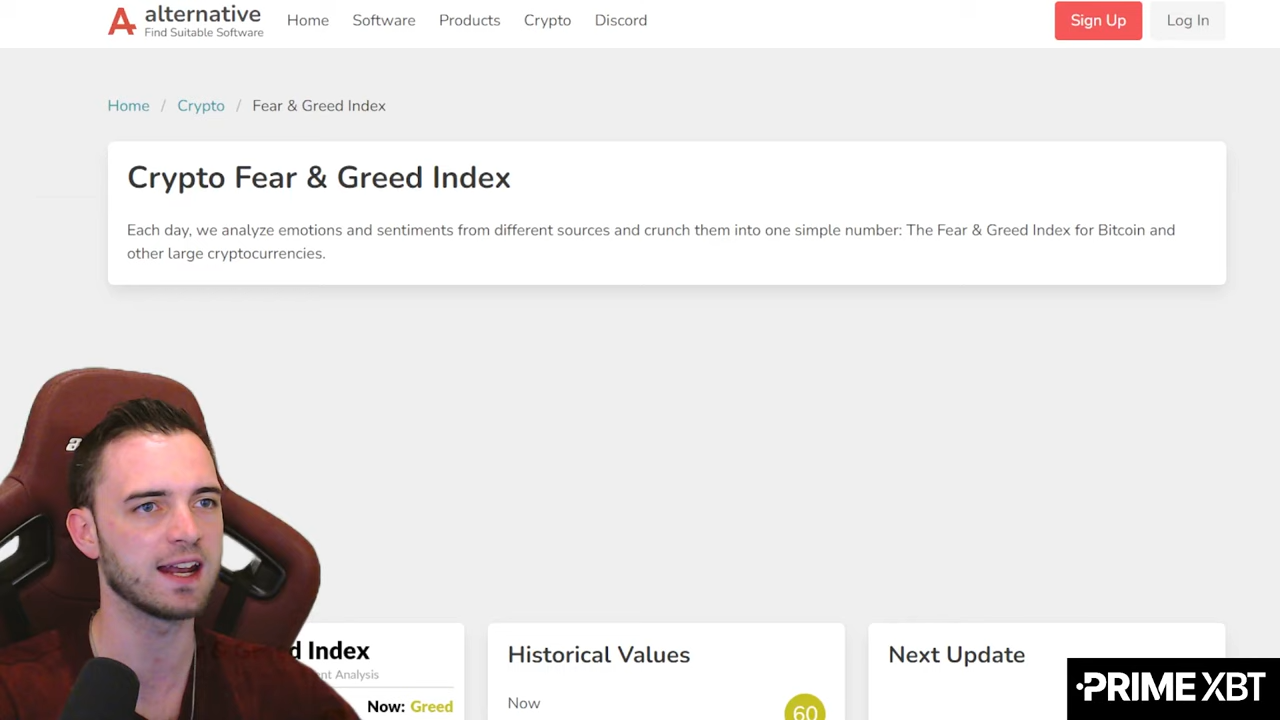 alternative
Find Suitable Software
Home Software Products Crypto Discord
Sign Up Log In
Home / Crypto / Fear & Greed Index
Crypto Fear & Greed Index
Each day, we analyze emotions and sentiments from different sources and crunch them into one simple number: The Fear & Greed Index for Bitcoin and
other large cryptocurrencies.
d Index
nt Analysis
Now: Greed
Historical Values
Now
60
Next Update
PRIME XBT